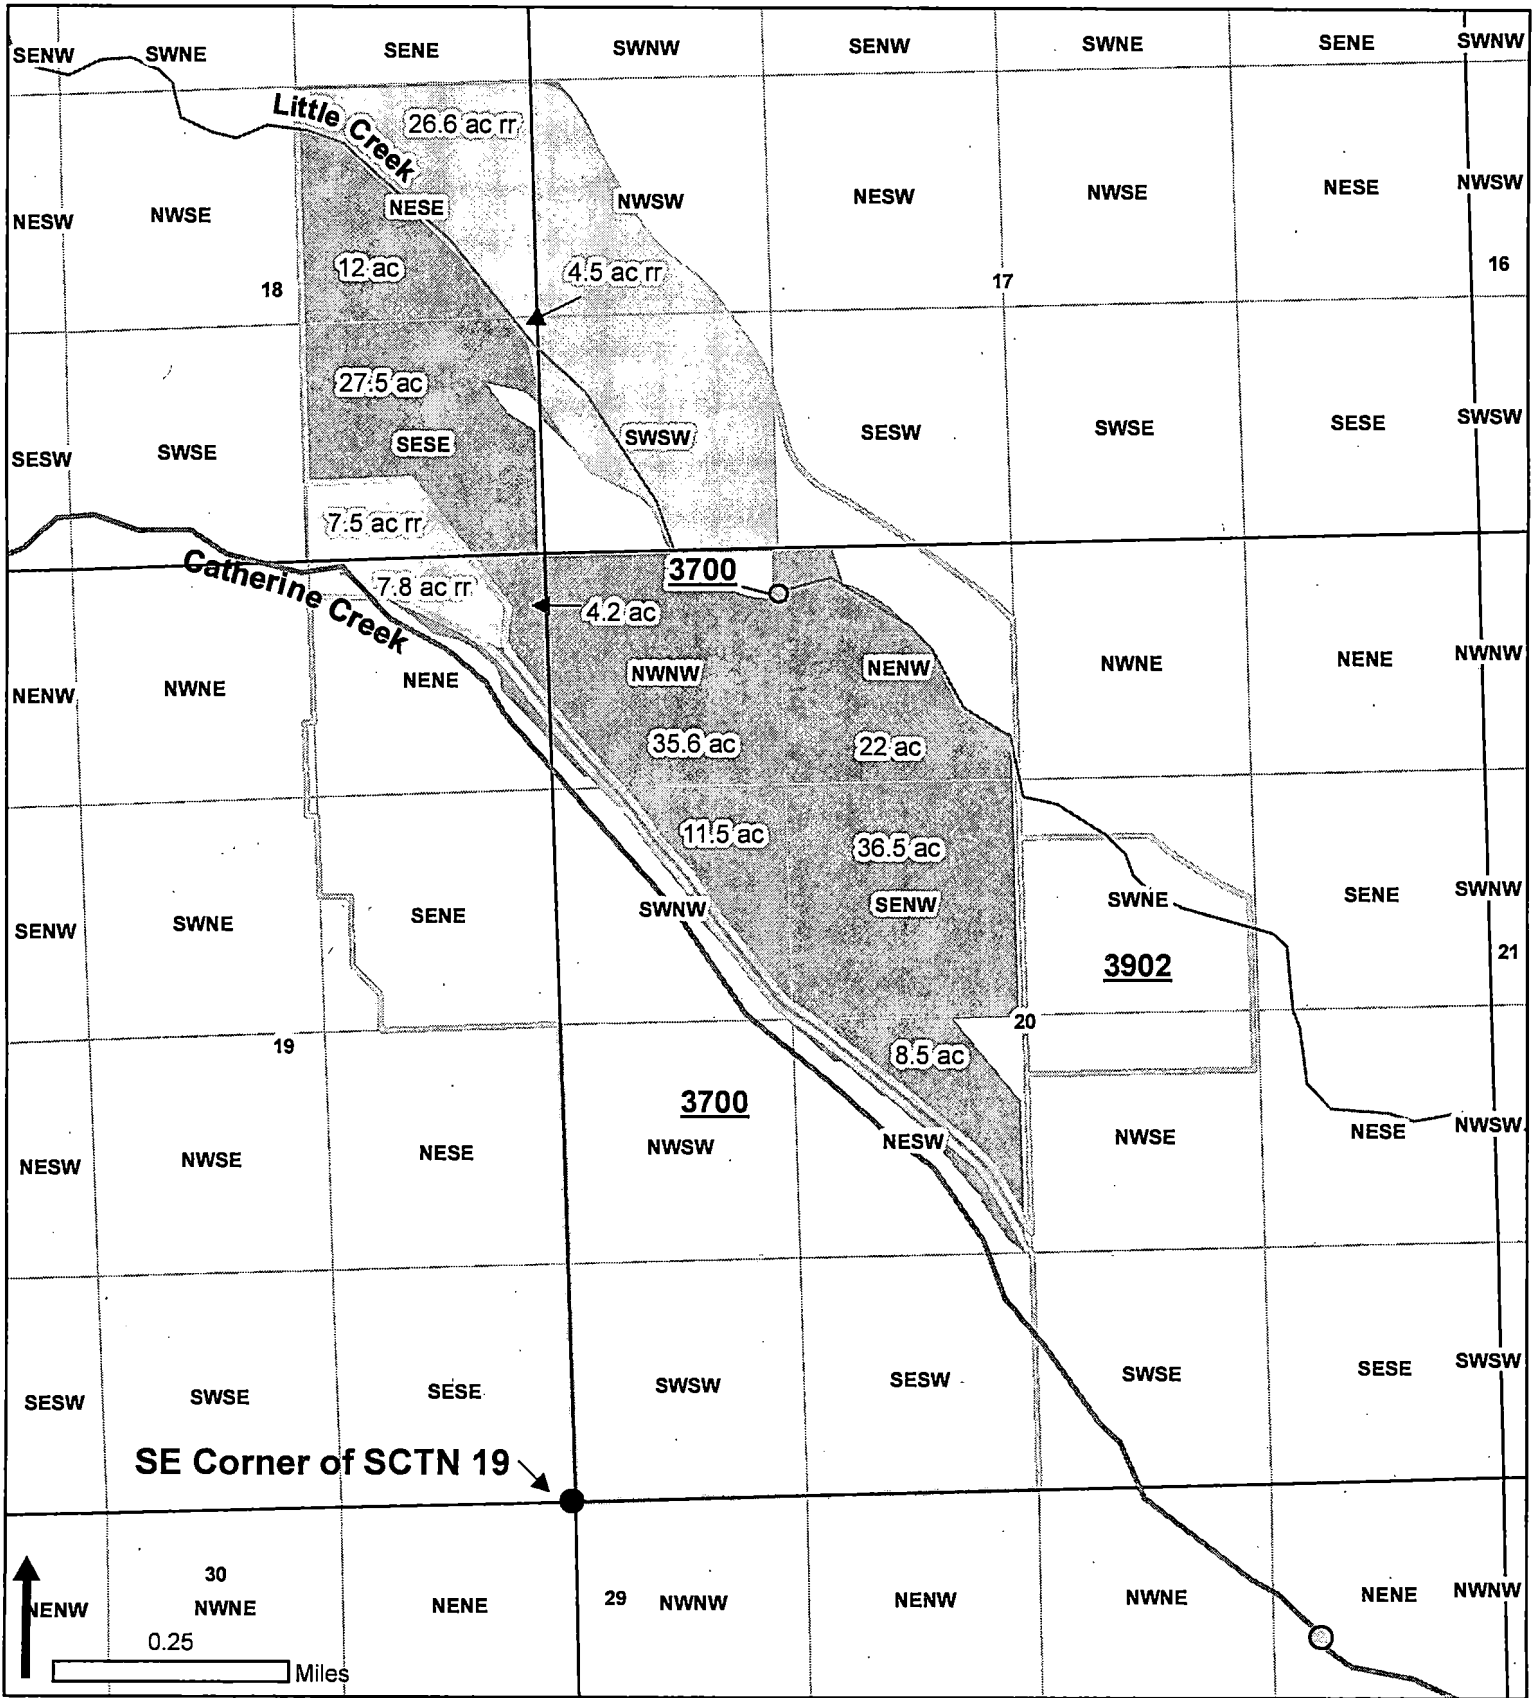 SENW SWNE SENE SWNW SENW SWNE SENE SWNW
Little Creek
26.6 ac rr
NESE
NESW NWSE NWSW NESW NWSE NESE NWSW
12 ac
4.5 ac rr
18 17 16
27.5 ac
SESE
SESW SWSE SWSW SESW SWSE SESE SWSW
7.5 ac rr
Catherine Creek
7.8 ac rr
3700
4.2 ac
NENW NWNE NENE NWNW NENW NWNE NENE NWNW
35.6 ac 22 ac
11.5 ac 36.5 ac
SENW SWNE SENE SWNW SENW SWNE SENE SWNW
3902
21
19 20
8.5 ac
3700
NESW NWSE NESE NWSW NESW NWSE NESE NWSW
SESW SWSE SESE SWSW SESW SWSE SESE SWSW
SE Corner of SCTN 19
30 29
NENW NWNE NENE NWNW NENW NWNE NENE NWNW
0.25
Miles